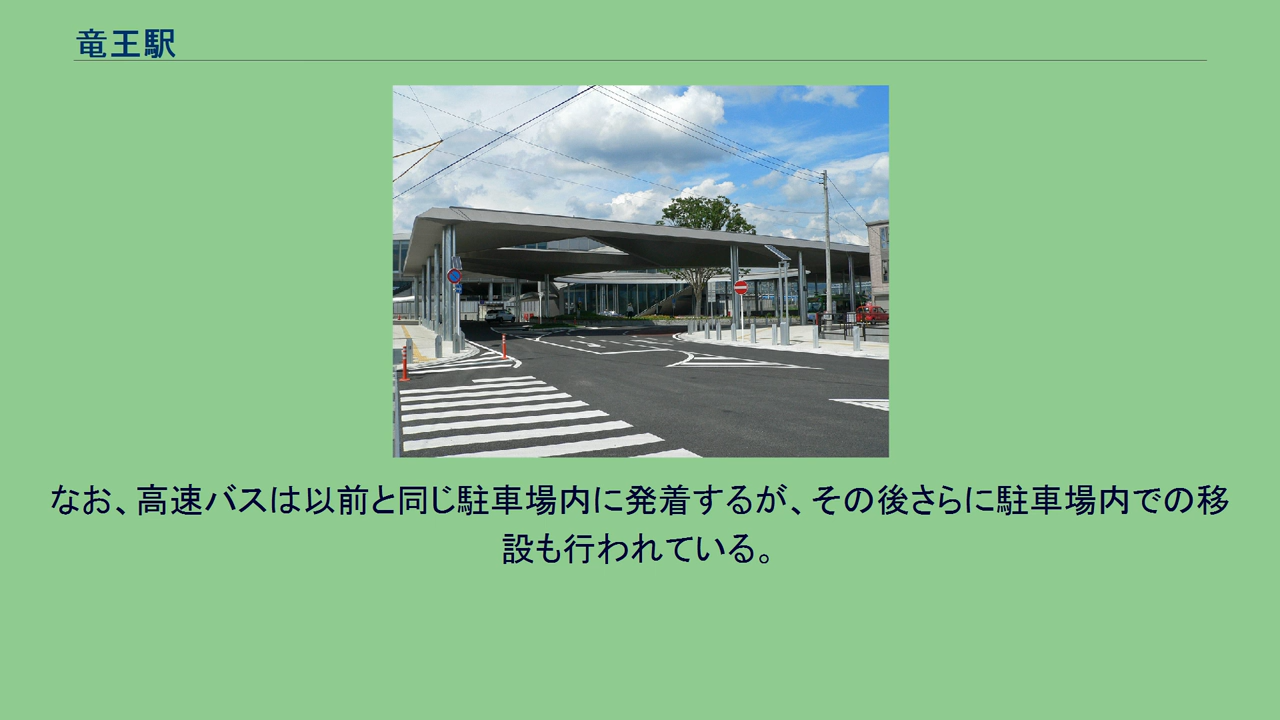 竜王駅
なお、高速バスは以前と同じ駐車場内に発着するが、その後さらに駐車場内での移
設も行われている。